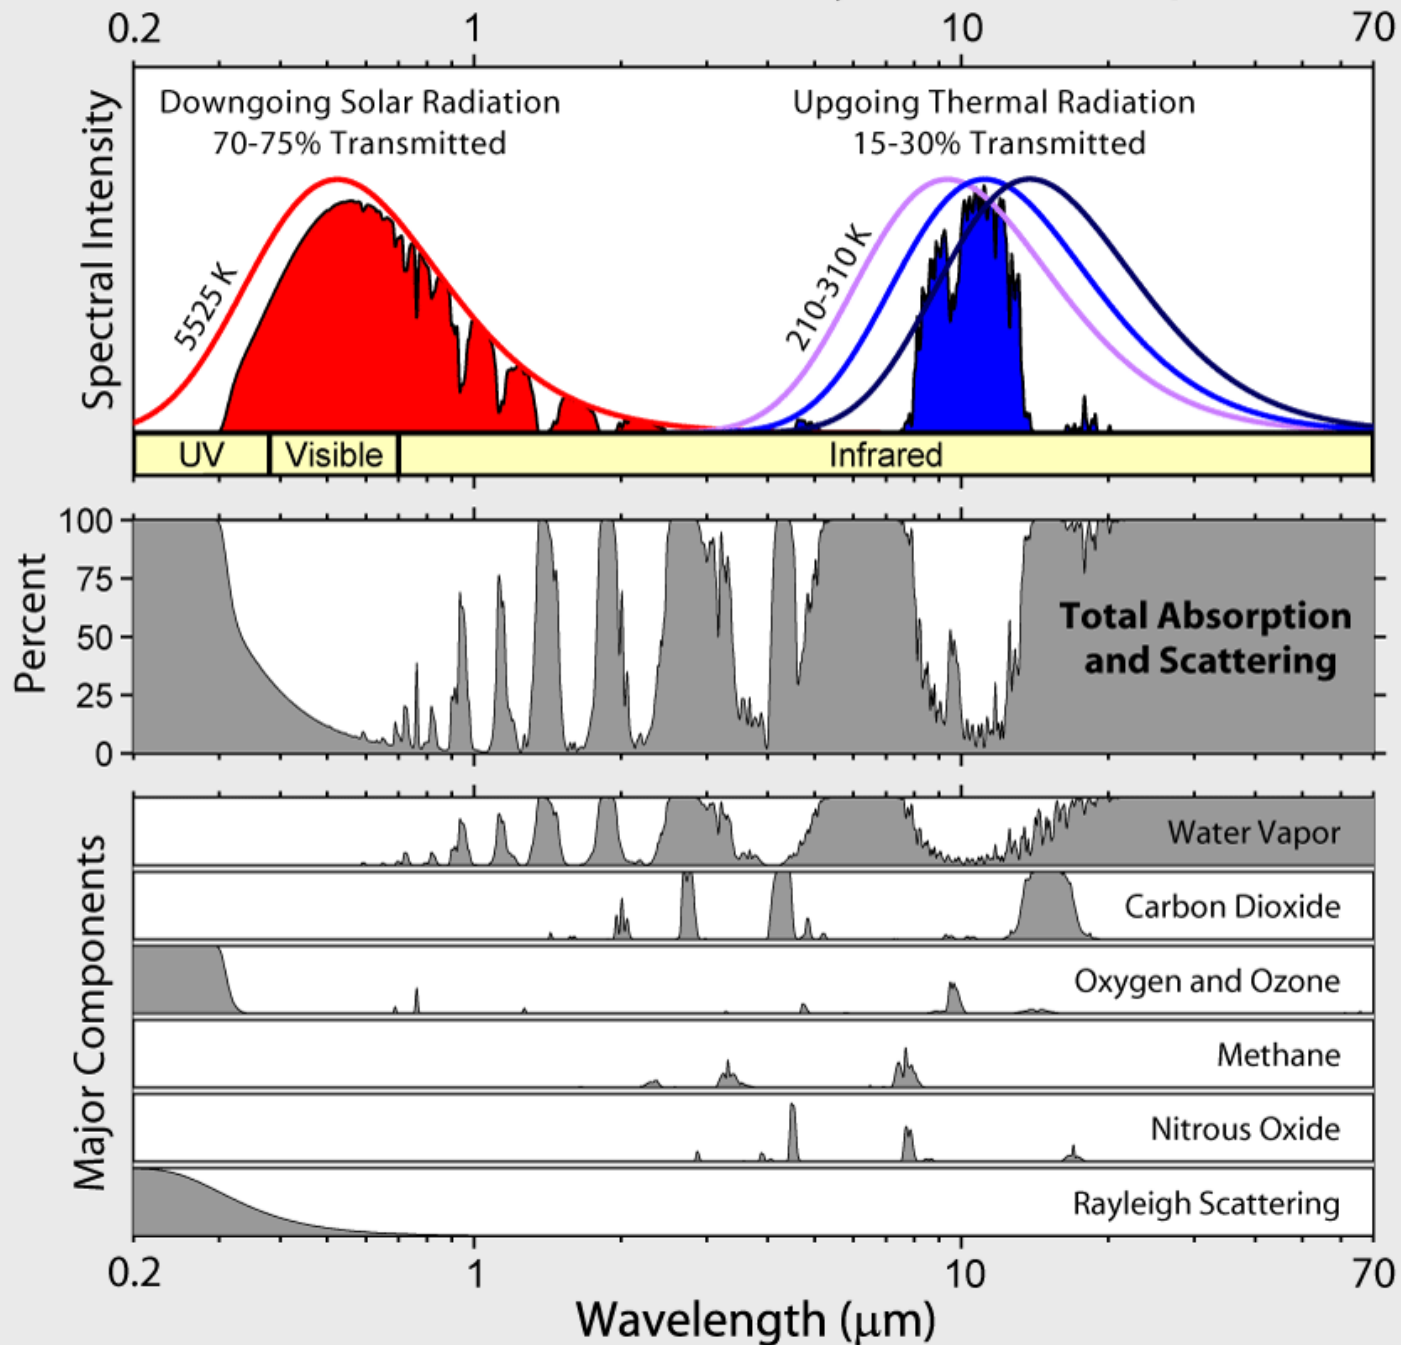 0.2 1 10 70
Downgoing Solar Radiation
70-75% Transmitted
Upgoing Thermal Radiation
15-30% Transmitted
Spectral Intensity
5525 K
210-310 K
UV Visible Infrared
Percent
100
75
50
25
0
Total Absorption
and Scattering
Major Components
Water Vapor
Carbon Dioxide
Oxygen and Ozone
Methane
Nitrous Oxide
Rayleigh Scattering
0.2 1 10 70
Wavelength (μm)